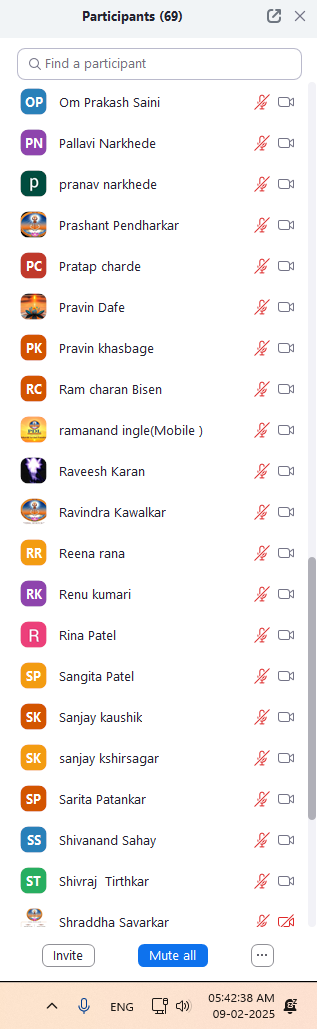 Participants (69)
Find a participant
OP Om Prakash Saini
PN Pallavi Narkhede
p pranav narkhede
Prashant Pendharkar
PC Pratap charde
Pravin Dafe
PK Pravin khasbage
RC Ram charan Bisen
ramanand ingle(Mobile )
Raveesh Karan
Ravindra Kawalkar
RR Reena rana
RK Renu kumari
R Rina Patel
SP Sangita Patel
SK Sanjay kaushik
SK sanjay kshirsagar
SP Sarita Patankar
SS Shivanand Sahay
ST Shivraj Tirthkar
Shraddha Savarkar
Invite Mute all ...
ENG 05:42:38 AM
09-02-2025